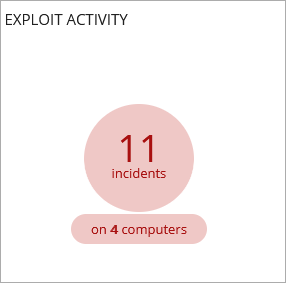 EXPLOIT ACTIVITY
11
incidents
on 4 computers